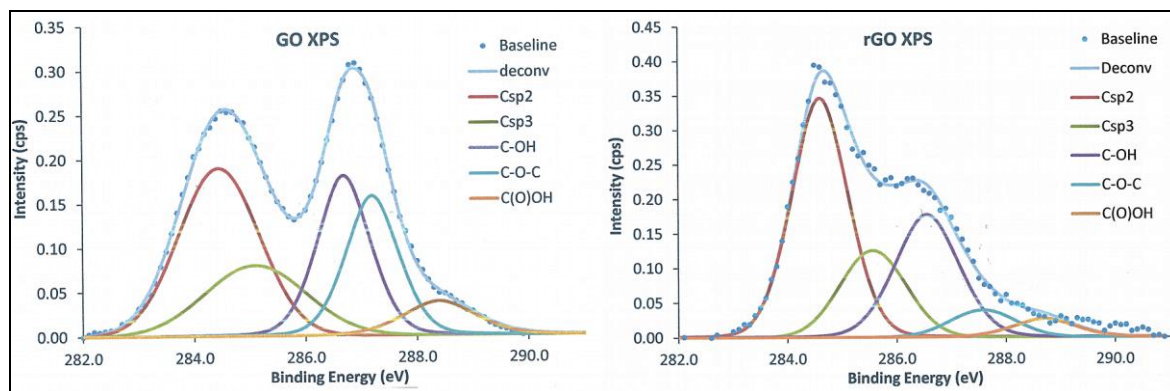 GO XPS
Baseline
deconv
Csp2
Csp3
C-OH
C-O-C
C(O)OH
Intensity (cps)
0.35
0.30
0.25
0.20
0.15
0.10
0.05
0.00
282.0 284.0 286.0 288.0 290.0
Binding Energy (eV)
rGO XPS
Baseline
Deconv
Csp2
Csp3
C-OH
C-O-C
C(O)OH
Intensity (cps)
0.45
0.40
0.35
0.30
0.25
0.20
0.15
0.10
0.05
0.00
282.0 284.0 286.0 288.0 290.0
Binding Energy (eV)